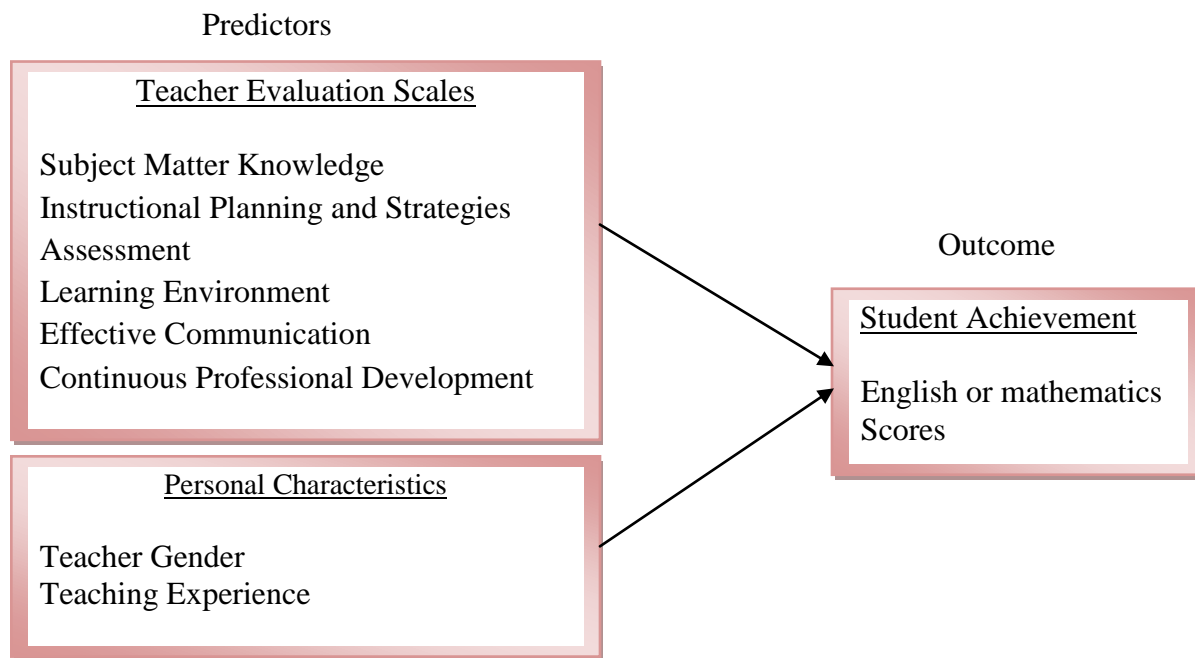 Predictors
Teacher Evaluation Scales
Subject Matter Knowledge
Instructional Planning and Strategies
Assessment
Learning Environment
Effective Communication
Continuous Professional Development
Personal Characteristics
Teacher Gender
Teaching Experience
Outcome
Student Achievement
English or mathematics
Scores